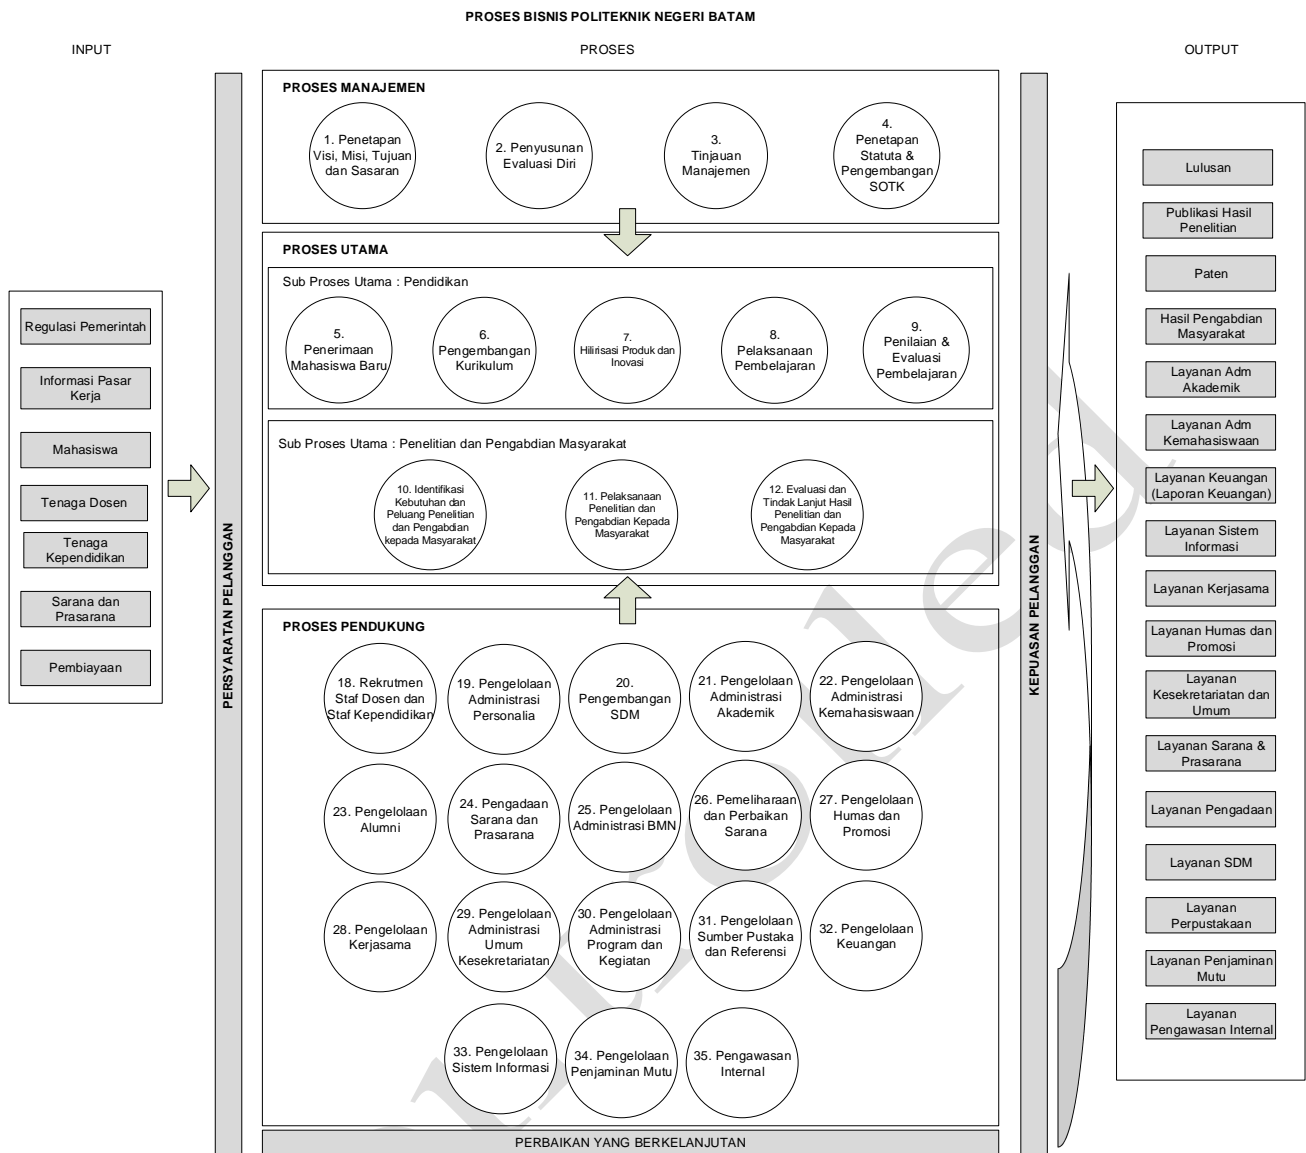 PROSES BISNIS POLITEKNIK NEGERI BATAM
INPUT
PROSES
OUTPUT
Regulasi Pemerintah
Informasi Pasar
Kerja
Mahasiswa
Tenaga Dosen
Tenaga
Kependidikan
Sarana dan
Prasarana
Pembiayaan
PERSYARATAN PELANGGAN
PROSES MANAJEMEN
1. Penetapan
Visi, Misi, Tujuan
dan Sasaran
2. Penyusunan
Evaluasi Diri
3.
Tinjauan
Manajemen
4.
Penetapan
Statuta &
Pengembangan
SOTK
PROSES UTAMA
Sub Proses Utama : Pendidikan
5.
Penerimaan
Mahasiswa Baru
6.
Pengembangan
Kurikulum
7.
Hilirisasi Produk dan
Inovasi
8.
Pelaksanaan
Pembelajaran
9.
Penilaian &
Evaluasi
Pembelajaran
Sub Proses Utama : Penelitian dan Pengabdian Masyarakat
10. Identifikasi
Kebutuhan dan
Peluang Penelitian
dan Pengabdian
kepada Masyarakat
11. Pelaksanaan
Penelitian dan
Pengabdian Kepada
Masyarakat
12. Evaluasi dan
Tindak Lanjut Hasil
Penelitian dan
Pengabdian Kepada
Masyarakat
PROSES PENDUKUNG
18. Rekrutmen
Staf Dosen dan
Staf Kependidikan
19. Pengelolaan
Administrasi
Personalia
20.
Pengembangan
SDM
21. Pengelolaan
Administrasi
Akademik
22. Pengelolaan
Administrasi
Kemahasiswaan
23. Pengelolaan
Alumni
24. Pengadaan
Sarana dan
Prasarana
25. Pengelolaan
Administrasi BMN
26. Pemeliharaan
dan Perbaikan
Sarana
27. Pengelolaan
Humas dan
Promosi
28. Pengelolaan
Kerjasama
29. Pengelolaan
Administrasi
Umum
Kesekretariatan
30. Pengelolaan
Administrasi
Program dan
Kegiatan
31. Pengelolaan
Sumber Pustaka
dan Referensi
32. Pengelolaan
Keuangan
33. Pengelolaan
Sistem Informasi
34. Pengelolaan
Penjaminan Mutu
35. Pengawasan
Internal
PERBAIKAN YANG BERKELANJUTAN
KEPUASAN PELANGGAN
Lulusan
Publikasi Hasil
Penelitian
Paten
Hasil Pengabdian
Masyarakat
Layanan Adm
Akademik
Layanan Adm
Kemahasiswaan
Layanan Keuangan
(Laporan Keuangan)
Layanan Sistem
Informasi
Layanan Kerjasama
Layanan Humas dan
Promosi
Layanan
Kesekretariatan dan
Umum
Layanan Sarana &
Prasarana
Layanan Pengadaan
Layanan SDM
Layanan
Perpustakaan
Layanan Penjaminan
Mutu
Layanan
Pengawasan Internal